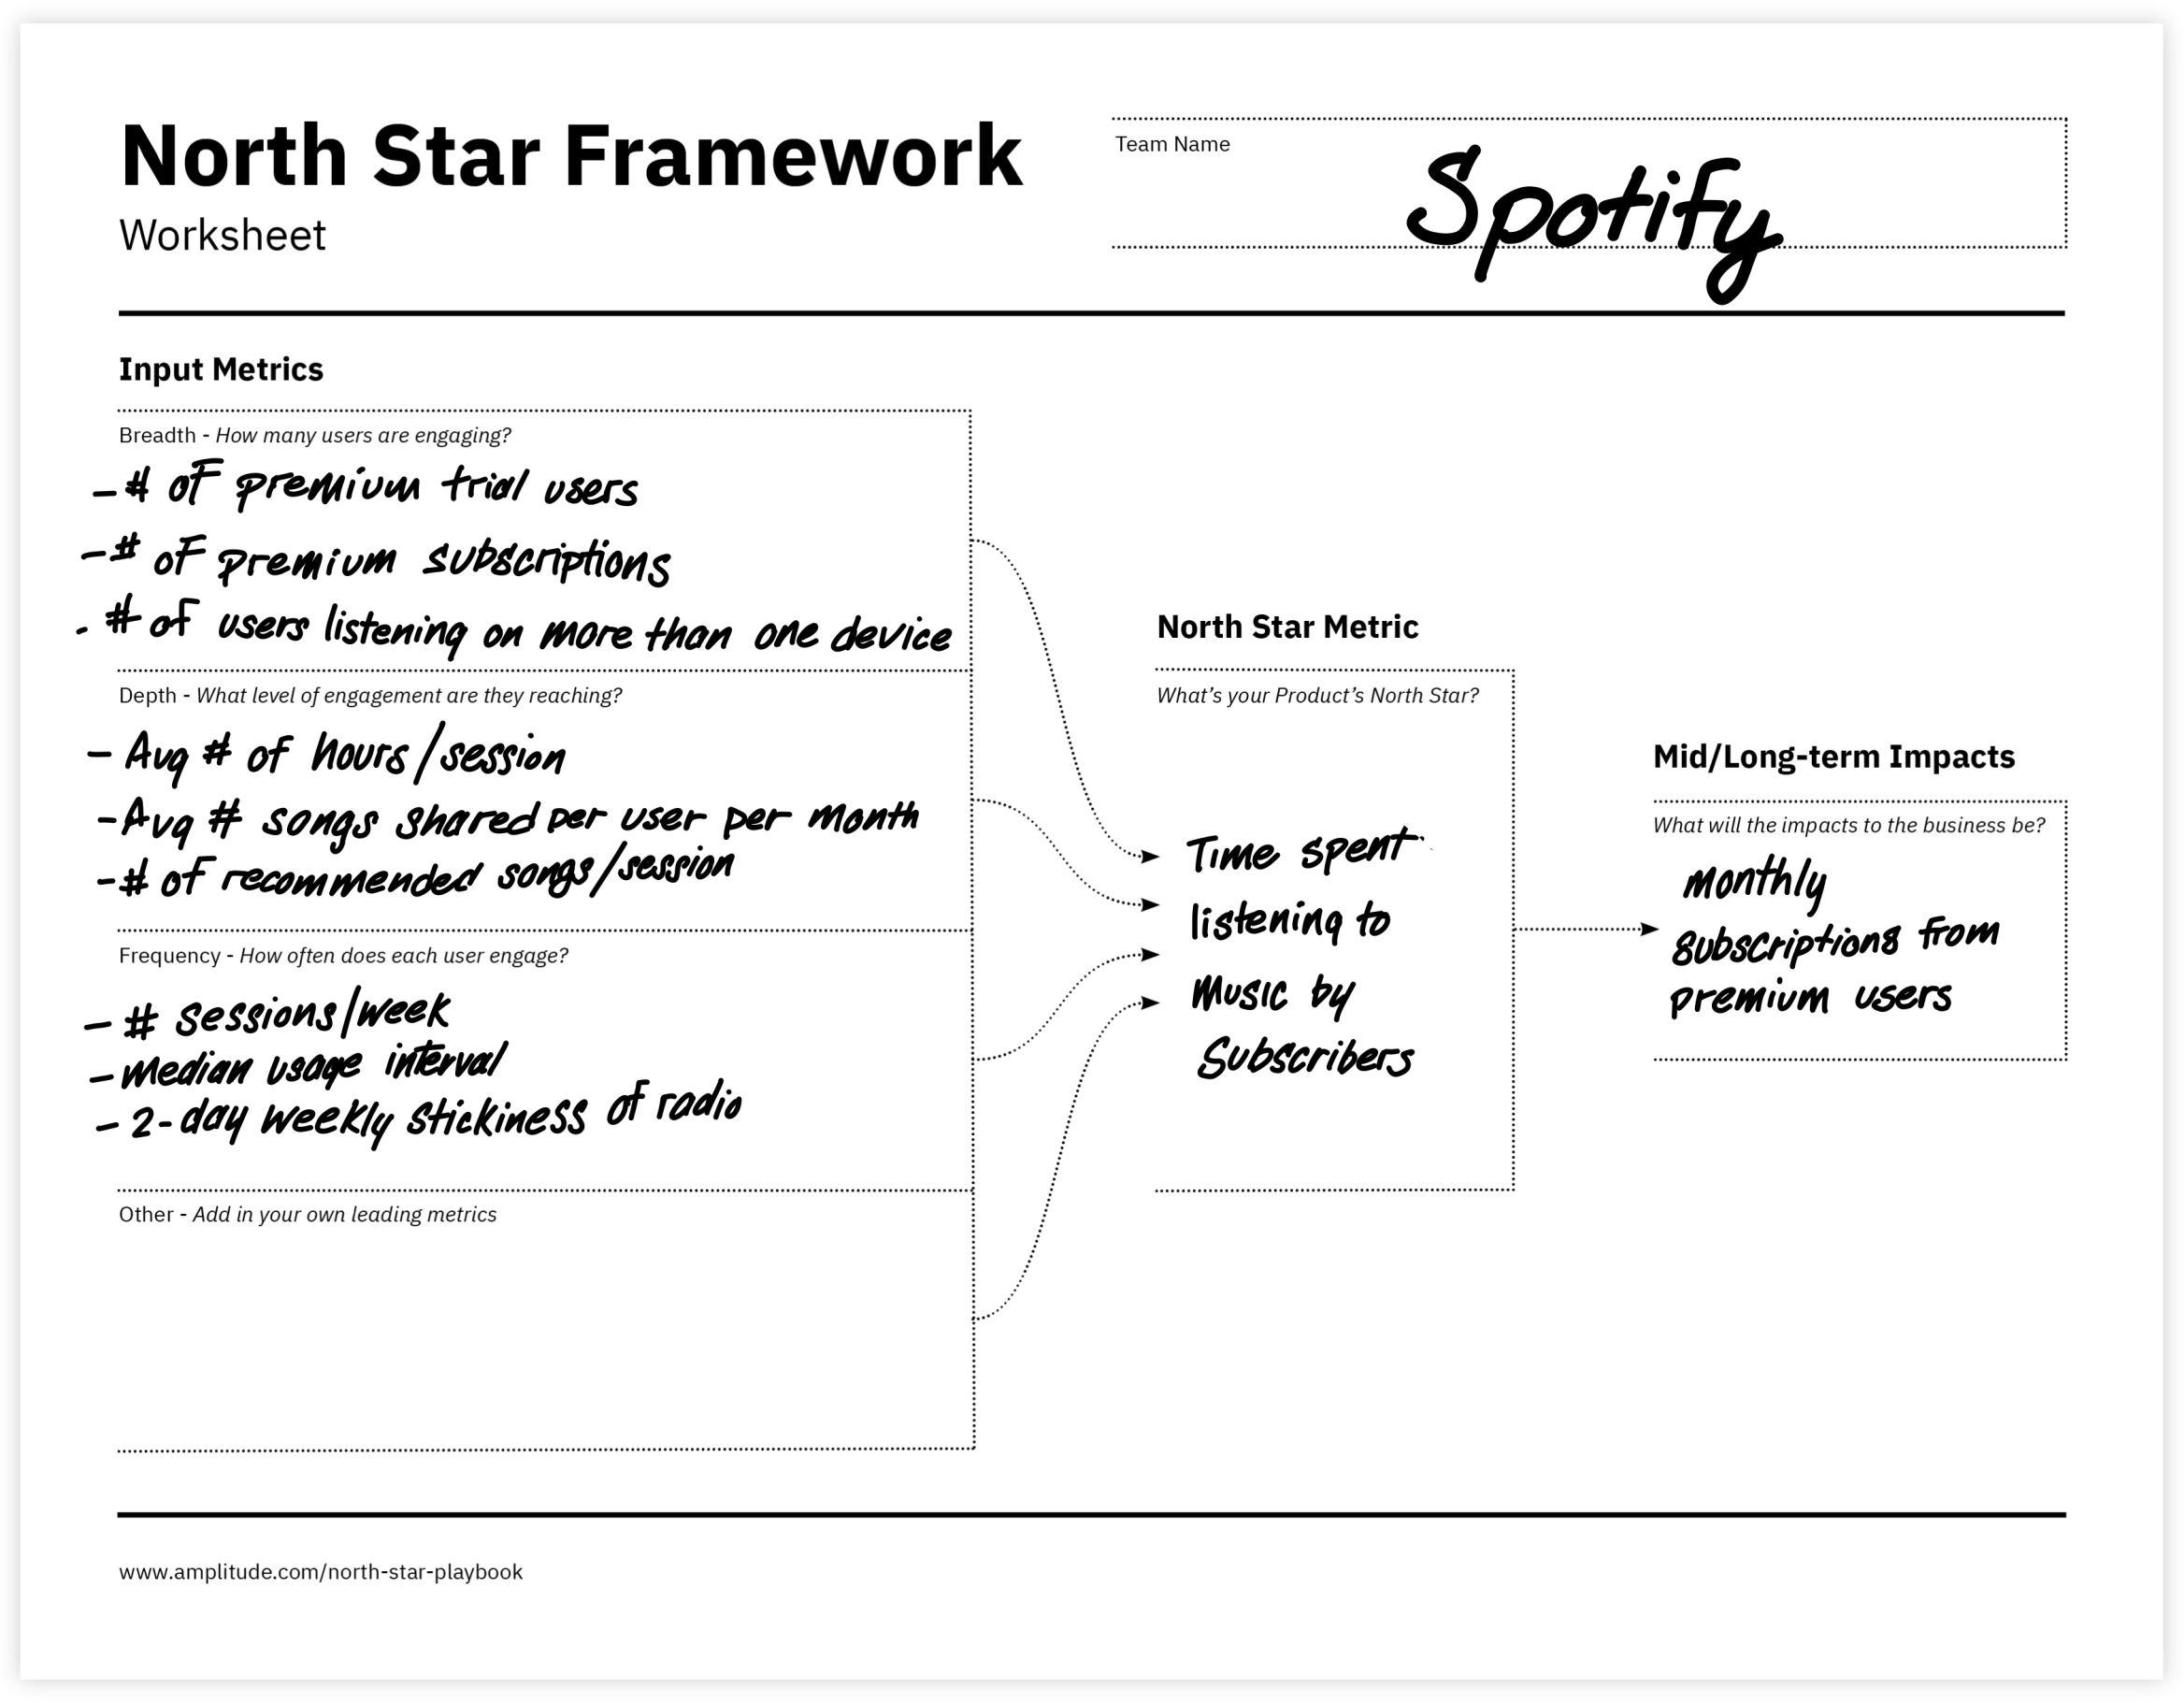 North Star Framework
Worksheet
Team Name
Spotify
Input Metrics
Breadth - How many users are engaging?
- # of premium trial users
- # of premium subscriptions
- # of users listening on more than one device
Depth - What level of engagement are they reaching?
- Avg # of hours/session
- Avg # songs shared per user per month
- # of recommended songs/session
Frequency - How often does each user engage?
- # sessions/week
- median usage interval
- 2-day weekly stickiness of radio
Other - Add in your own leading metrics
North Star Metric
What's your Product's North Star?
Time spent
listening to
Music by
Subscribers
Mid/Long-term Impacts
What will the impacts to the business be?
monthly
subscriptions from
premium users
www.amplitude.com/north-star-playbook